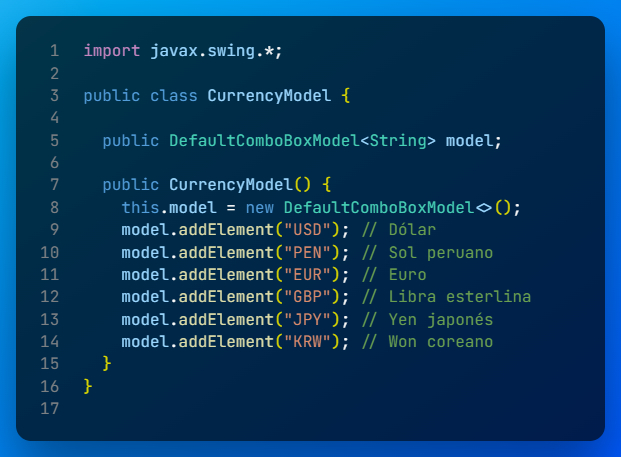 1 import javax.swing.*;
2
3 public class CurrencyModel {
4
5   public DefaultComboBoxModel<String> model;
6
7   public CurrencyModel() {
8     this.model = new DefaultComboBoxModel<>();
9     model.addElement("USD"); // Dólar
10     model.addElement("PEN"); // Sol peruano
11     model.addElement("EUR"); // Euro
12     model.addElement("GBP"); // Libra esterlina
13     model.addElement("JPY"); // Yen japonés
14     model.addElement("KRW"); // Won coreano
15   }
16 }
17